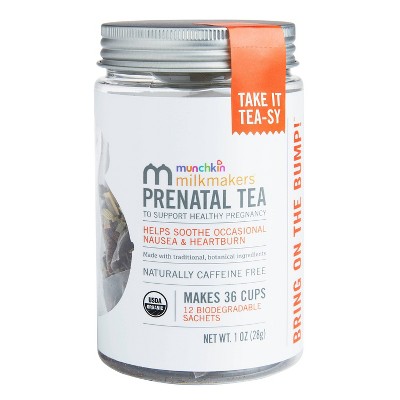 TAKE IT
TEA-SY
BRING ON THE BUMP!
munchkin
milkmakers
PRENATAL TEA
TO SUPPORT HEALTHY PREGNANCY
HELPS SOOTHE OCCASIONAL
NAUSEA & HEARTBURN
Made with traditional, botanical ingredients
NATURALLY CAFFEINE FREE
USDA
ORGANIC
MAKES 36 CUPS
12 BIODEGRADABLE
SACHETS
NET WT. 1 OZ (28g)